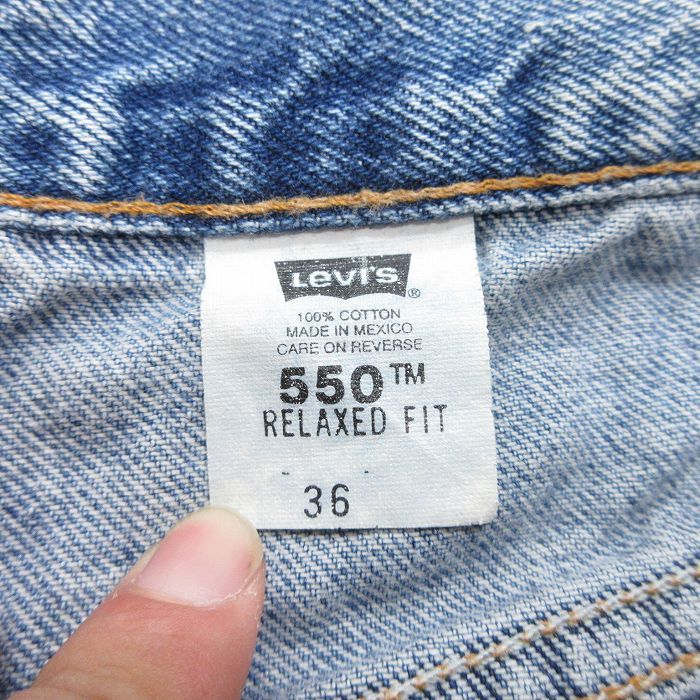 Levi's ®
100% COTTON
MADE IN MEXICO
CARE ON REVERSE
550™
RELAXED FIT
36